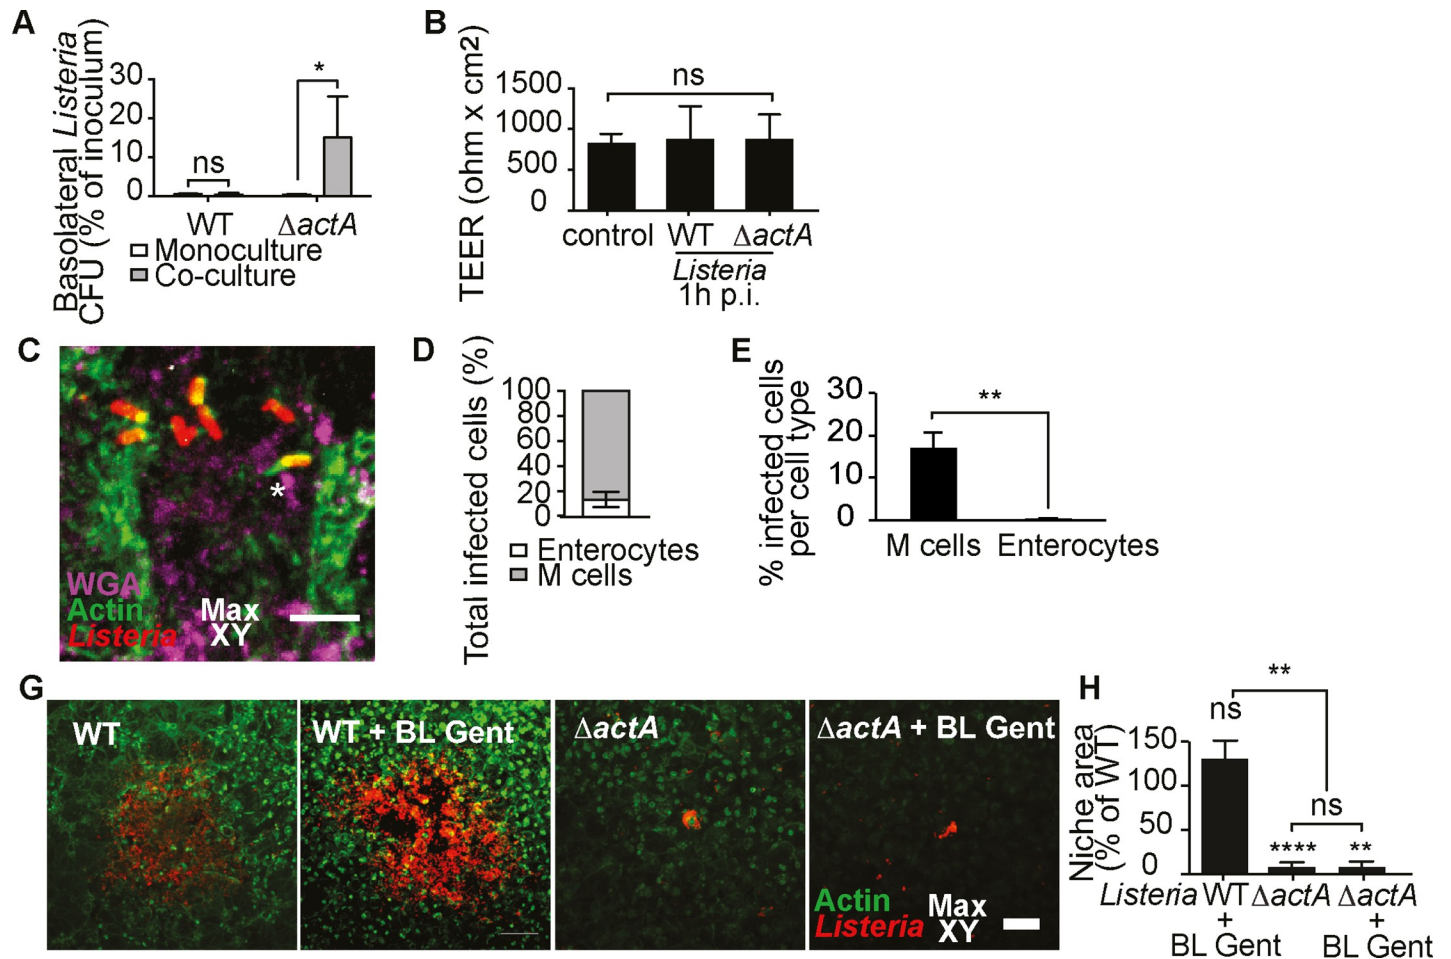 A
Basolateral Listeria
CFU (% of inoculum)
30
20
10
0
ns
*
WT
ΔactA
Monoculture
Co-culture
B
TEER (ohm x cm²)
1500
1000
500
0
ns
control
WT
ΔactA
Listeria
1h p.i.
C
*
WGA
Actin
Listeria
Max
XY
D
Total infected cells (%)
100
80
60
40
20
0
Enterocytes
M cells
E
% infected cells
per cell type
30
20
10
0
**
M cells
Enterocytes
G
WT
WT + BL Gent
ΔactA
ΔactA + BL Gent
Actin
Listeria
Max
XY
H
Niche area
(% of WT)
150
100
50
0
**
ns
ns
****
**
Listeria WT ΔactA ΔactA
+ +
BL Gent BL Gent